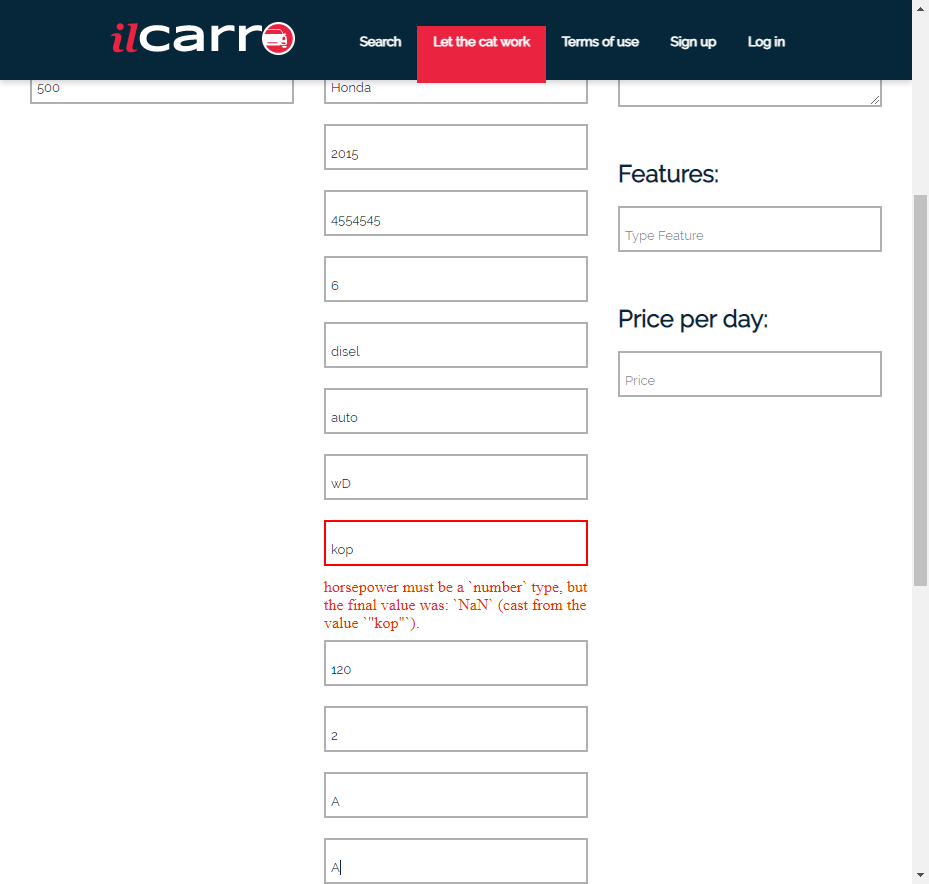 ilcarro
Search
Let the cat work
Terms of use
Sign up
Log in
500
Honda
2015
4554545
6
disel
auto
wD
kop
horsepower must be a `number` type, but
the final value was: `NaN` (cast from the
value `"kop"`).
120
2
A
A
Features:
Type Feature
Price per day:
Price